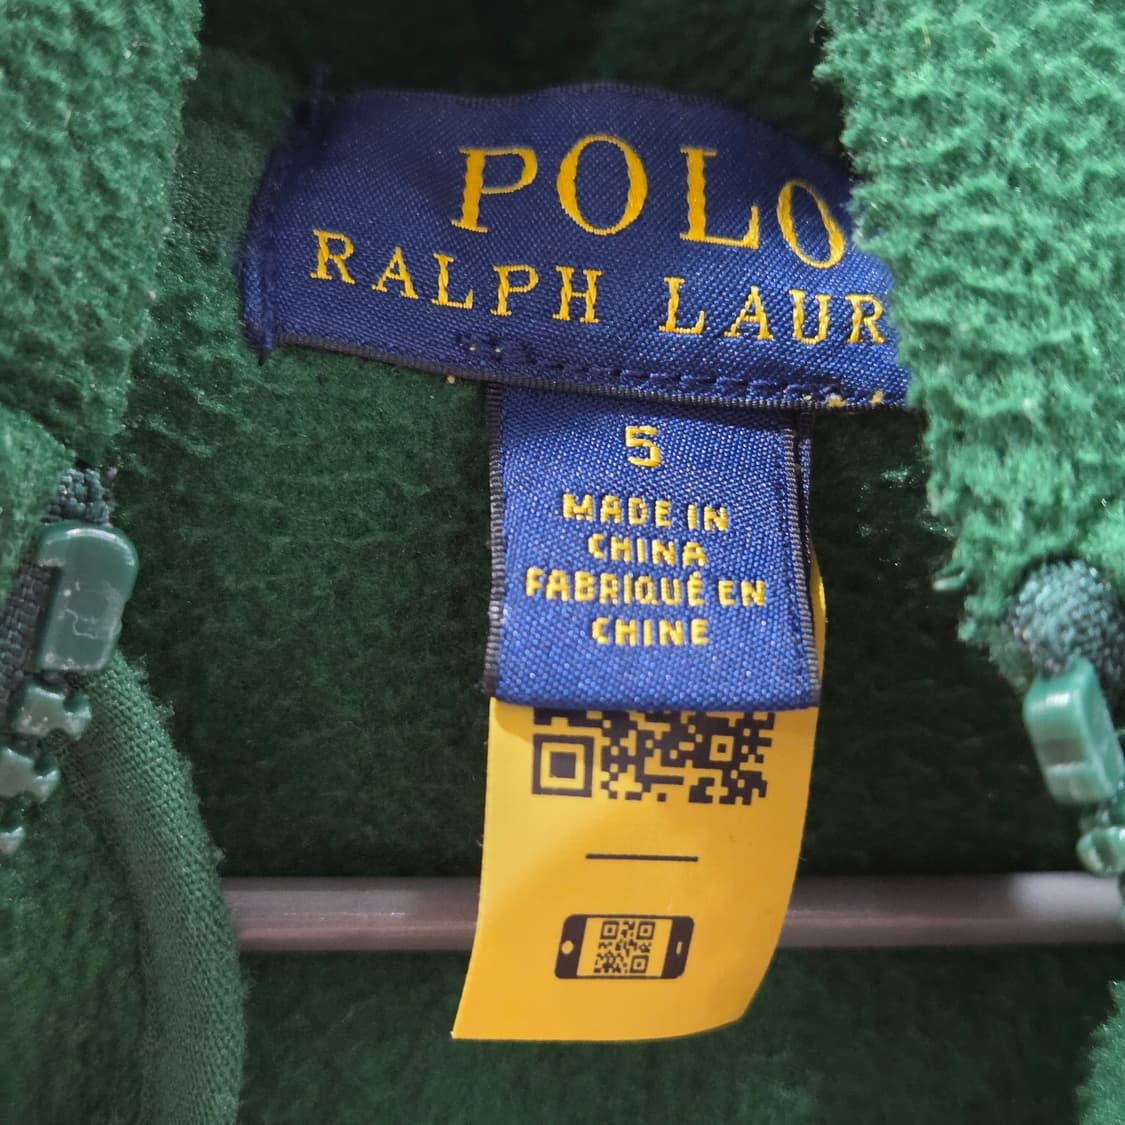 POLO
RALPH LAUR
5
MADE IN
CHINA
FABRIQUÉ EN
CHINE